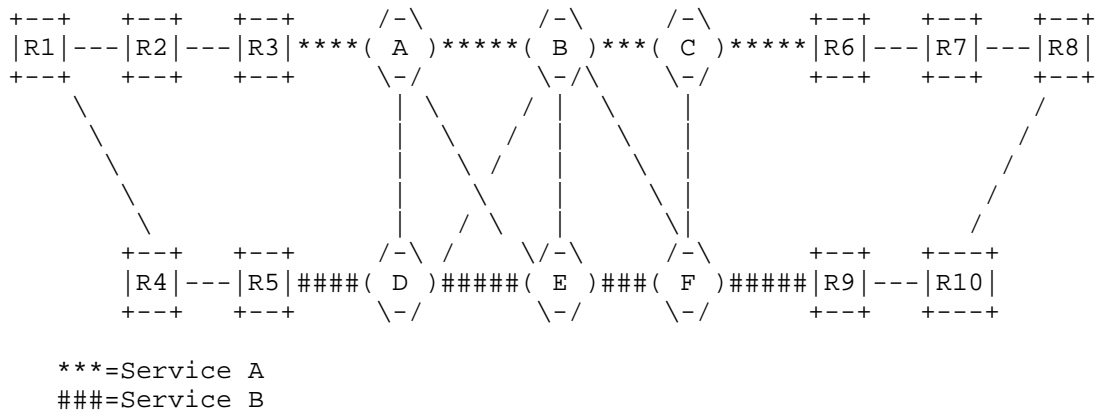 R1 R2 R3 A B C R6 R7 R8
R4 R5 D E F R9 R10
***=Service A
###=Service B